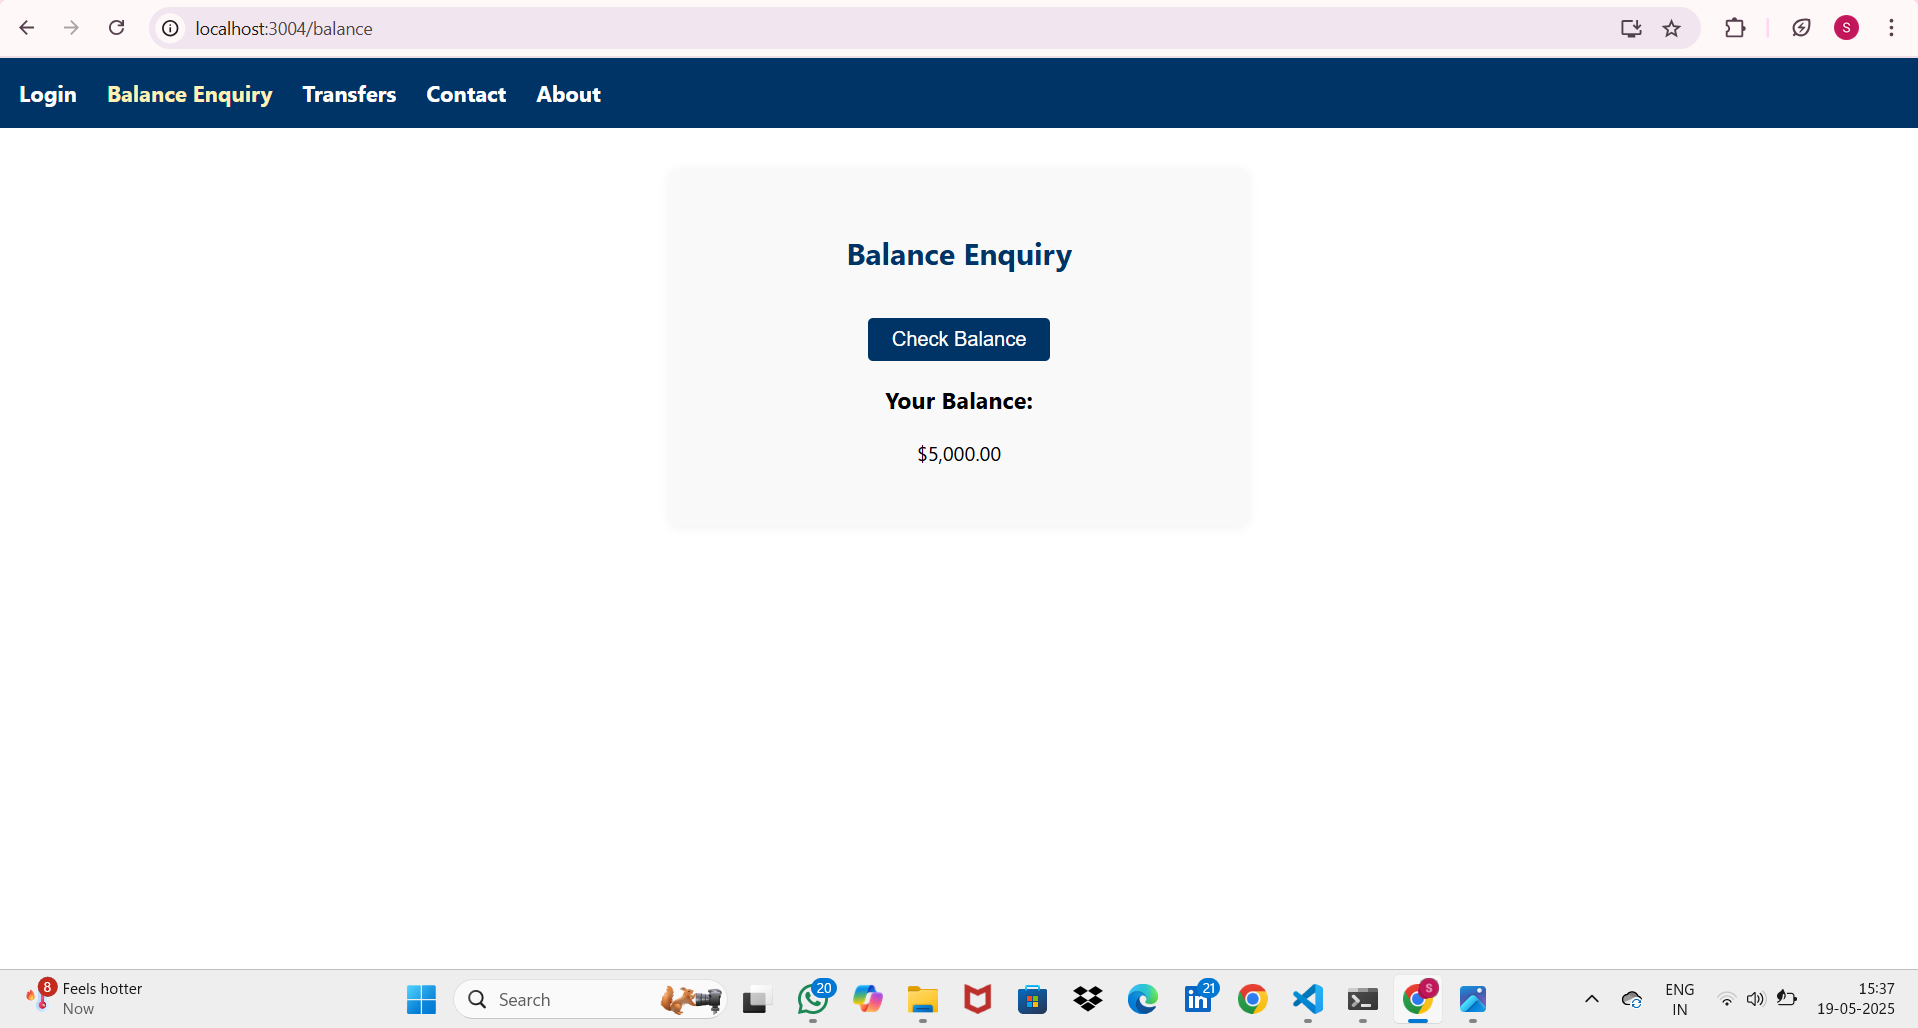 localhost:3004/balance
S
Login Balance Enquiry Transfers Contact About
Balance Enquiry
Check Balance
Your Balance:
$5,000.00
8
Feels hotter
Now
Search
20
in
21
S
ENG
IN
15:37
19-05-2025